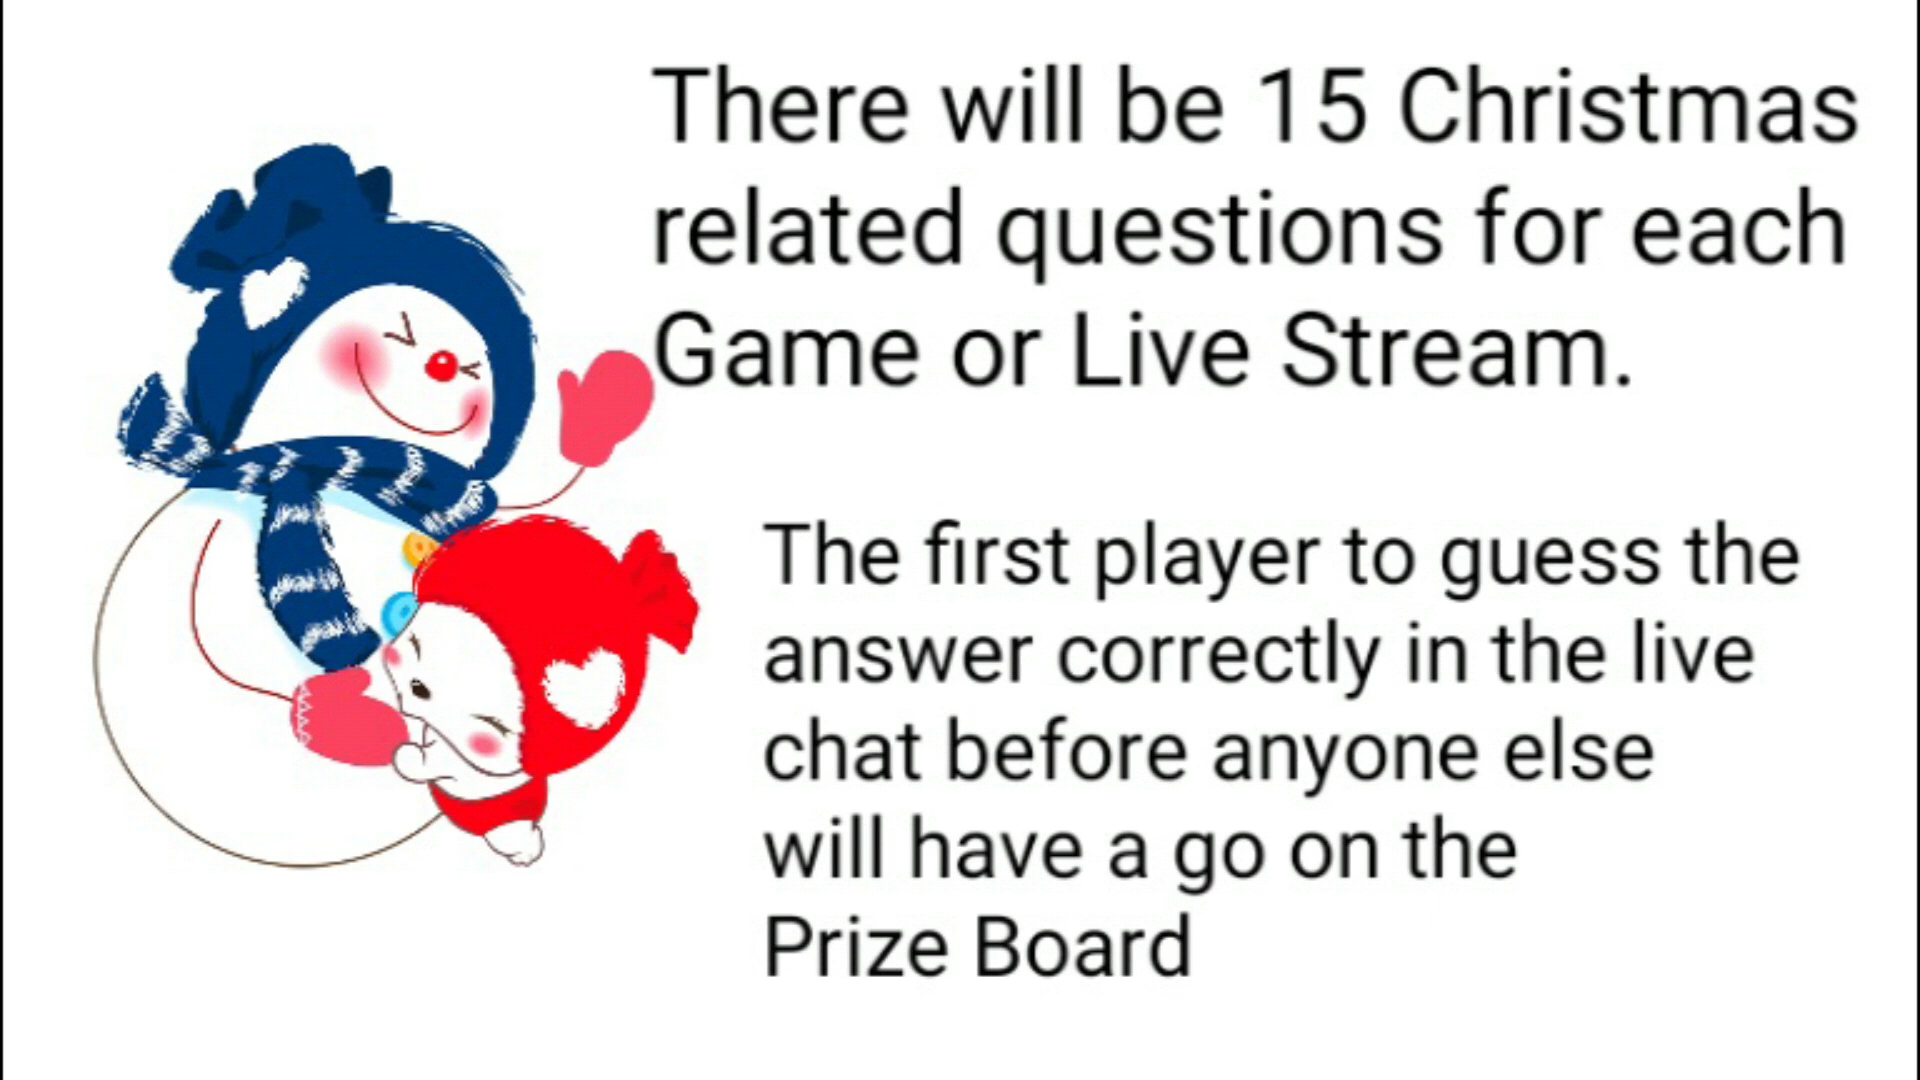 There will be 15 Christmas
related questions for each
Game or Live Stream.
The first player to guess the
answer correctly in the live
chat before anyone else
will have a go on the
Prize Board